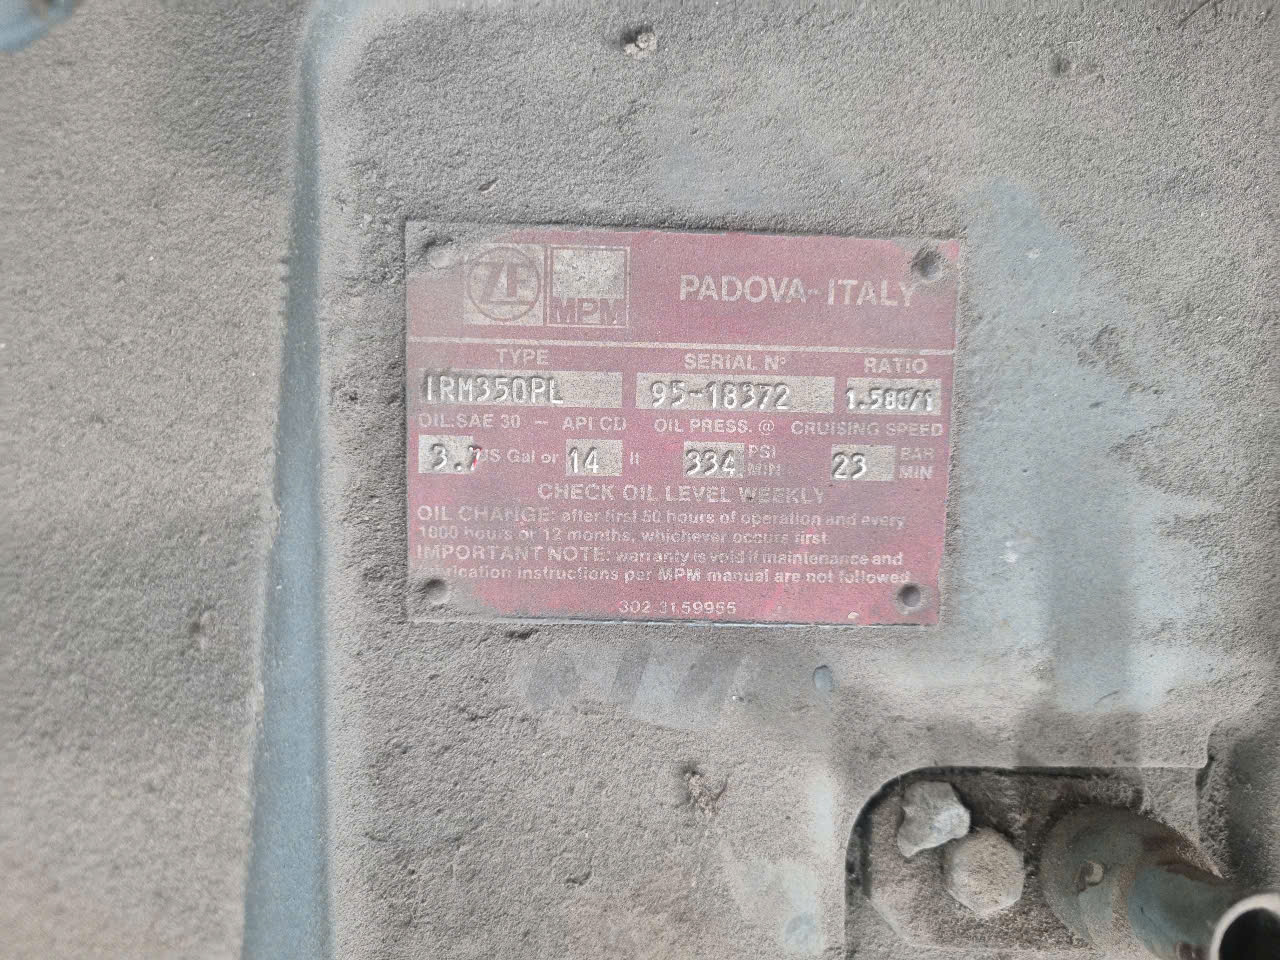 ZF MPM PADOVA-ITALY
TYPE SERIAL Nº RATIO
IRM350PL 95-18372 1.580/1
OIL:SAE 30 - API CD OIL PRESS. @ CRUISING SPEED
3.7 US Gal or 14 lt 334 PSI MIN 23 BAR MIN
CHECK OIL LEVEL WEEKLY
OIL CHANGE: after first 50 hours of operation and every
1000 hours or 12 months, whichever occurs first
IMPORTANT NOTE: warranty is void if maintenance and
lubrication instructions per MPM manual are not followed
302 3159955